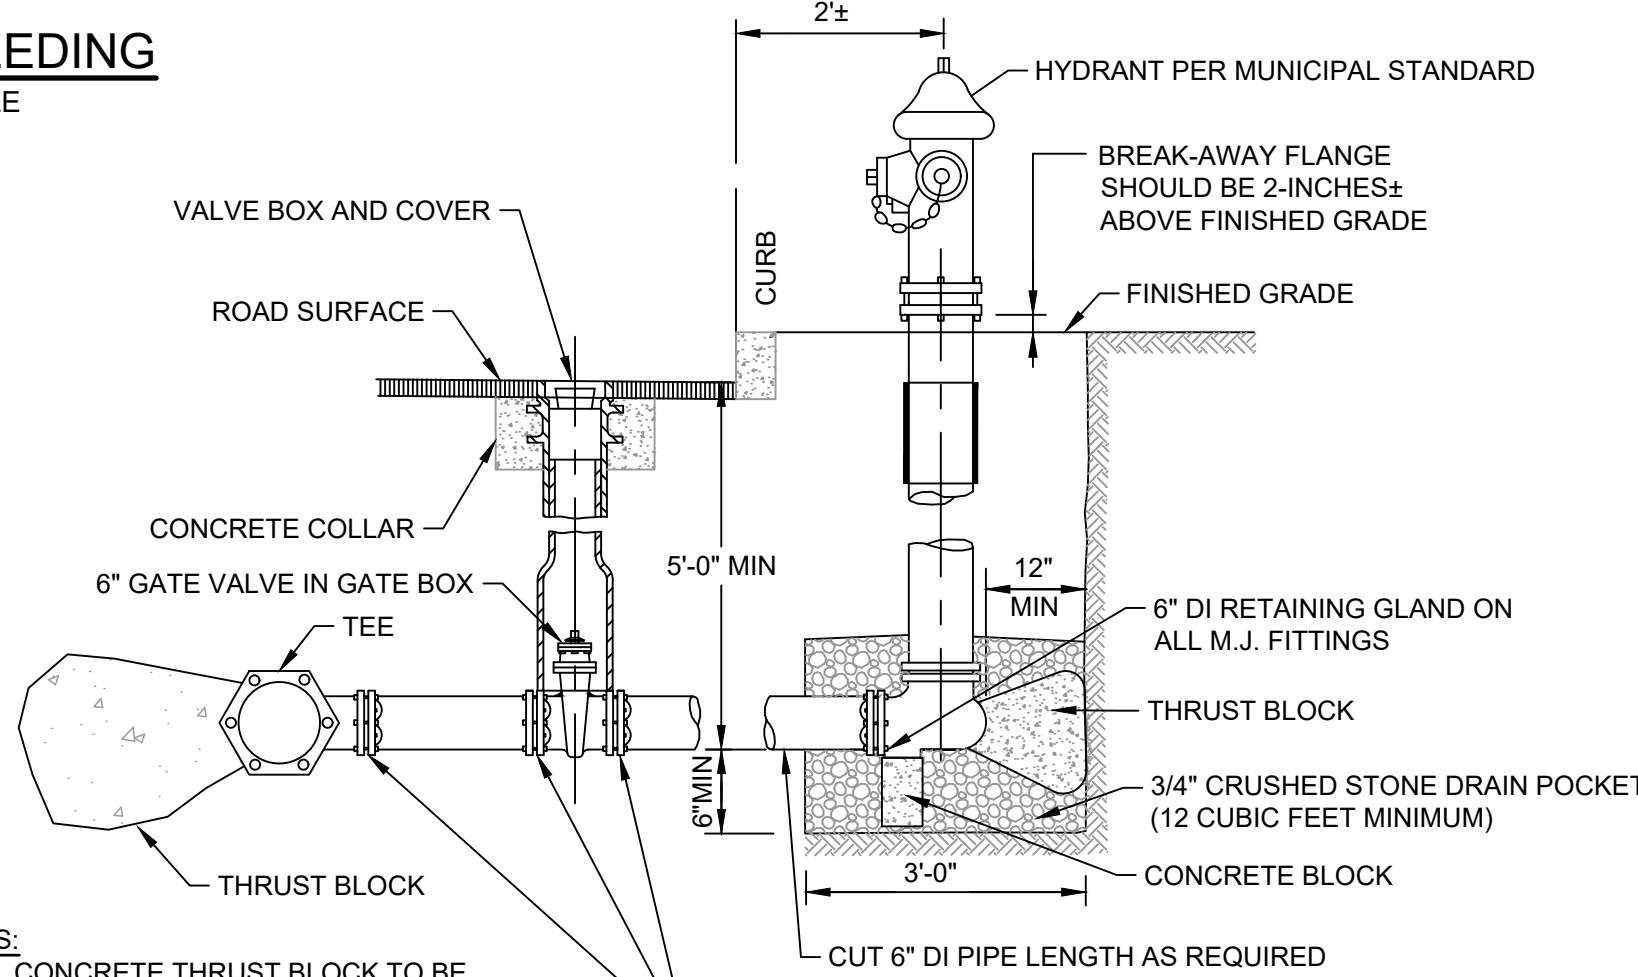 EEDING
2'±
HYDRANT PER MUNICIPAL STANDARD
BREAK-AWAY FLANGE
SHOULD BE 2-INCHES±
ABOVE FINISHED GRADE
VALVE BOX AND COVER
CURB
FINISHED GRADE
ROAD SURFACE
CONCRETE COLLAR
5'-0" MIN
12"
MIN
6" GATE VALVE IN GATE BOX
6" DI RETAINING GLAND ON
ALL M.J. FITTINGS
TEE
THRUST BLOCK
6"MIN
3/4" CRUSHED STONE DRAIN POCKET
(12 CUBIC FEET MINIMUM)
THRUST BLOCK
3'-0"
CONCRETE BLOCK
S:
CONCRETE THRUST BLOCK TO BE
CUT 6" DI PIPE LENGTH AS REQUIRED